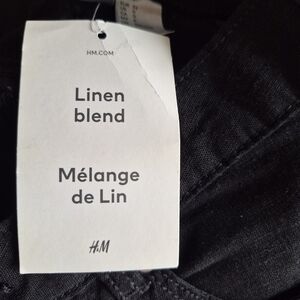 HM.COM
Linen
blend
Mélange
de Lin
H&M